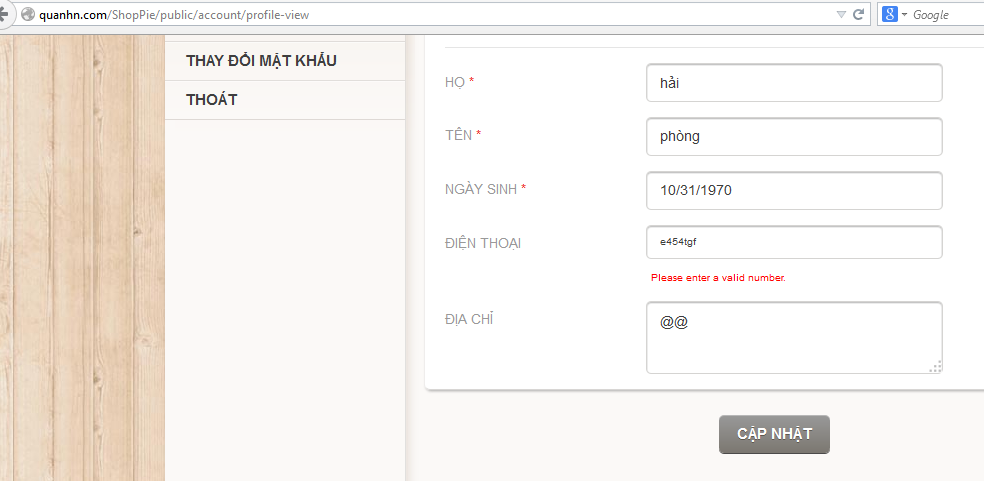 quanhn.com/ShopPie/public/account/profile-view
Google
THAY ĐỔI MẬT KHẨU
THOÁT
HỌ *
hải
TÊN *
phòng
NGÀY SINH *
10/31/1970
ĐIỆN THOẠI
e454tgf
Please enter a valid number.
ĐỊA CHỈ
@@
CẬP NHẬT